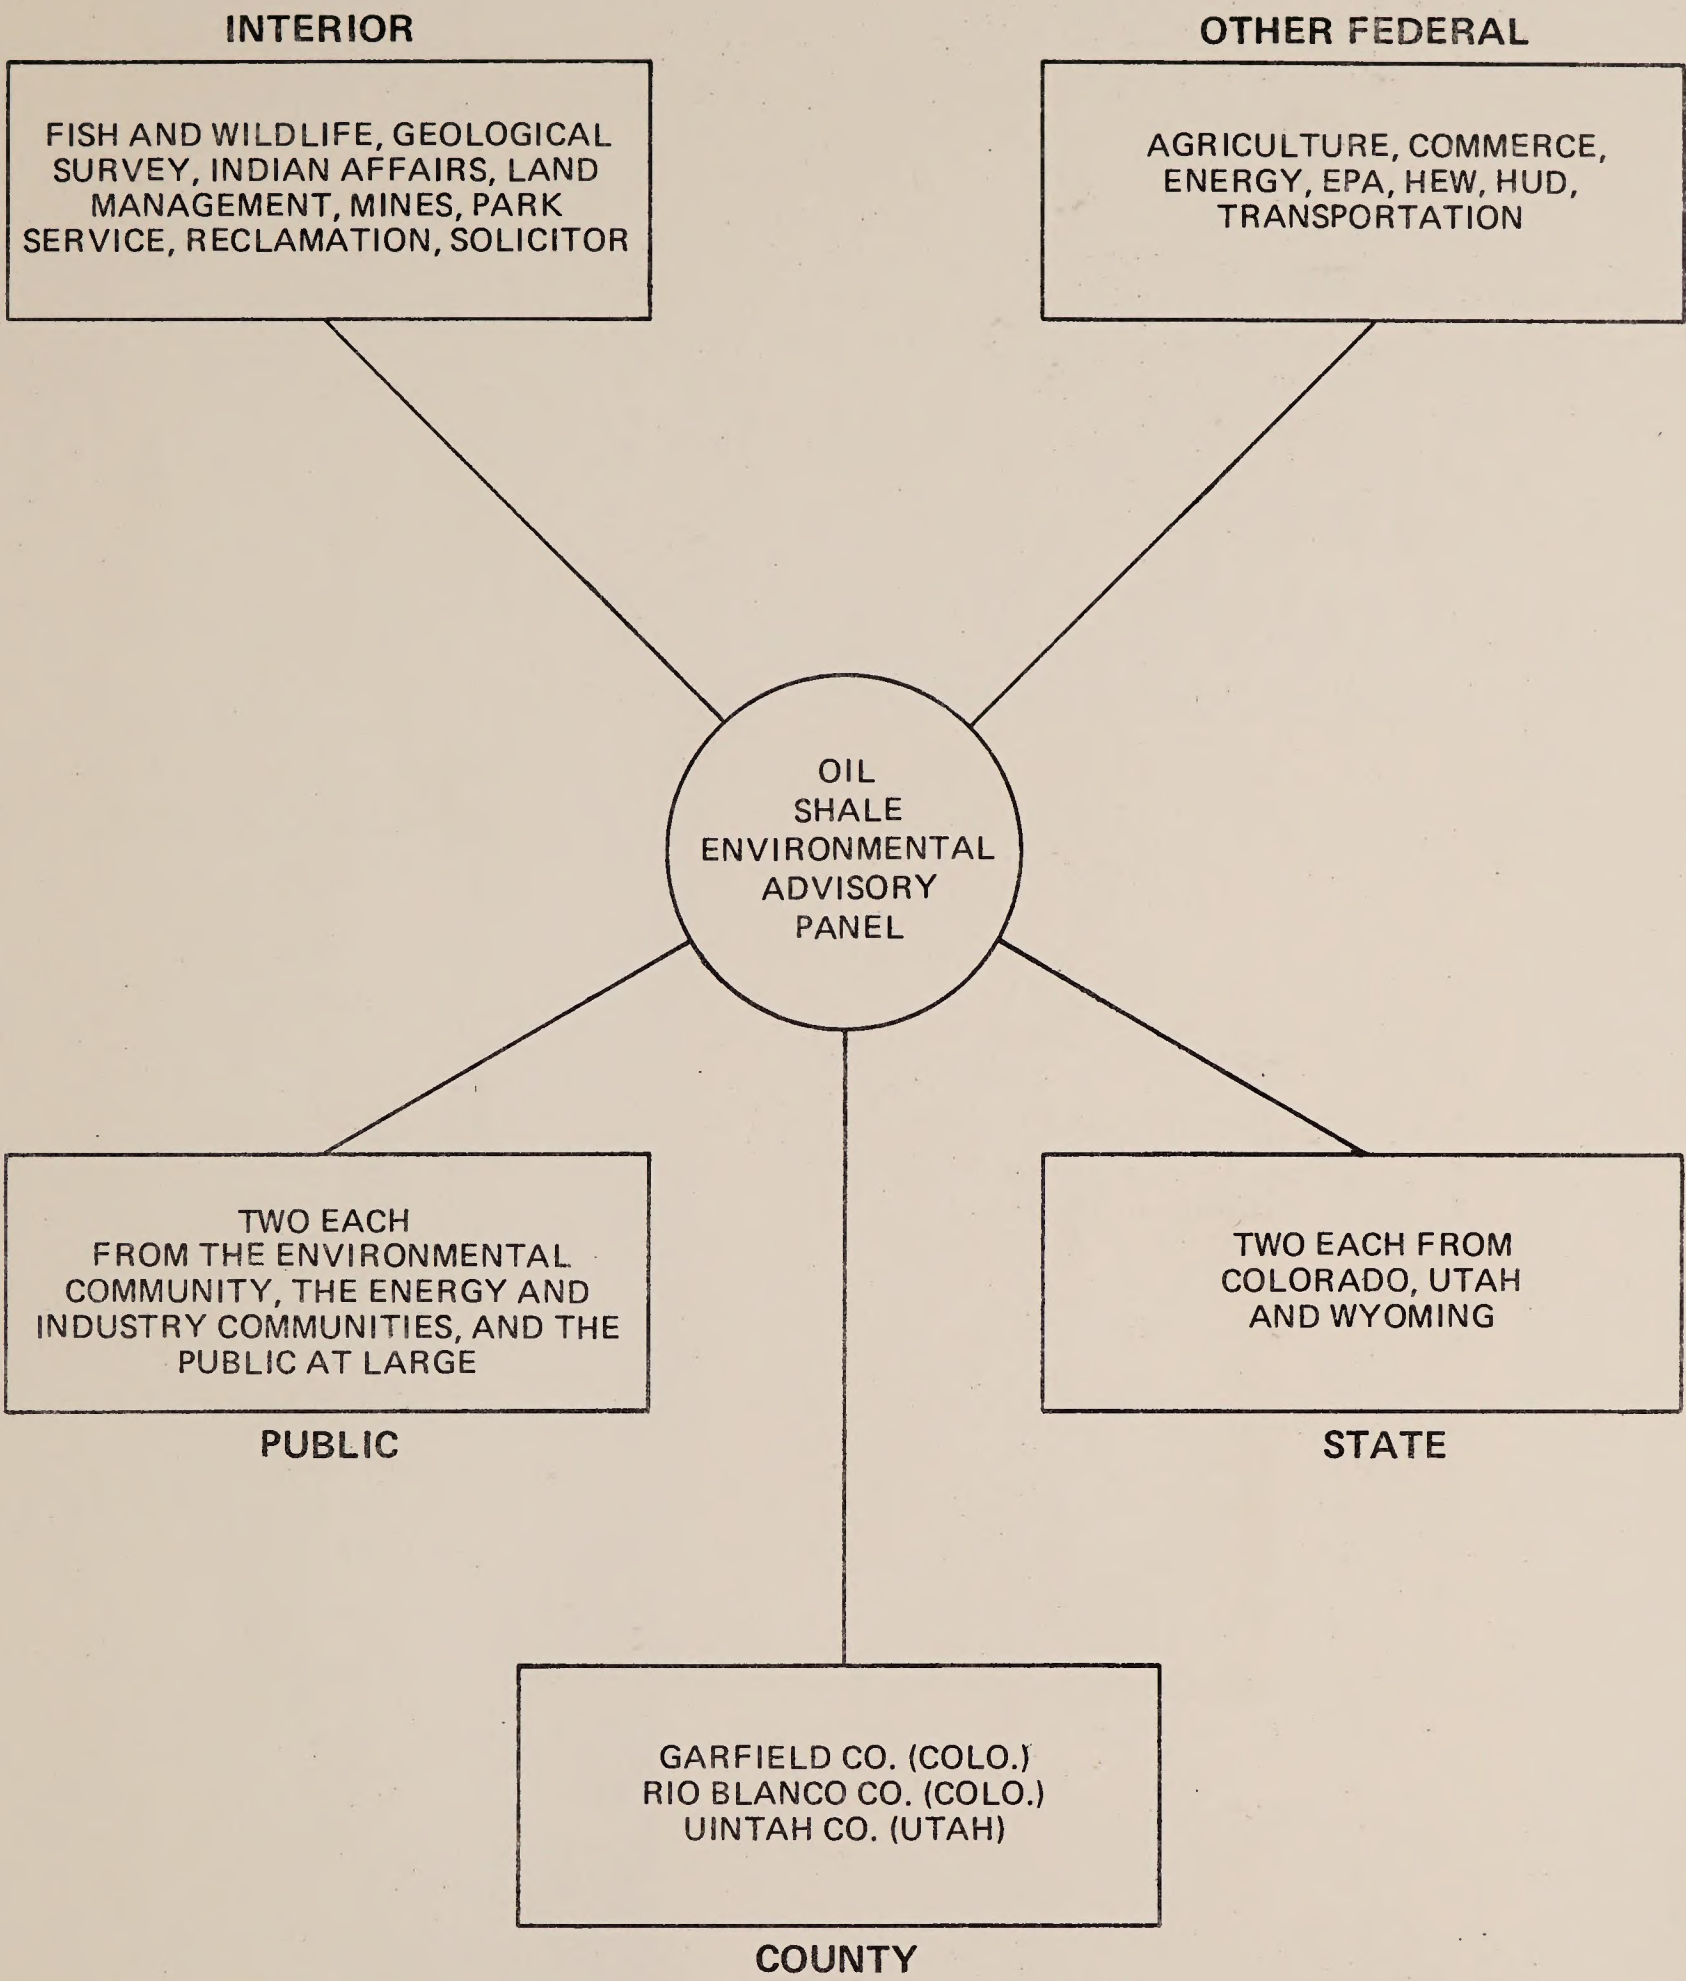 INTERIOR
FISH AND WILDLIFE, GEOLOGICAL
SURVEY, INDIAN AFFAIRS, LAND
MANAGEMENT, MINES, PARK
SERVICE, RECLAMATION, SOLICITOR
OTHER FEDERAL
AGRICULTURE, COMMERCE,
ENERGY, EPA, HEW, HUD,
TRANSPORTATION
OIL
SHALE
ENVIRONMENTAL
ADVISORY
PANEL
TWO EACH
FROM THE ENVIRONMENTAL
COMMUNITY, THE ENERGY AND
INDUSTRY COMMUNITIES, AND THE
PUBLIC AT LARGE
PUBLIC
TWO EACH FROM
COLORADO, UTAH
AND WYOMING
STATE
GARFIELD CO. (COLO.)
RIO BLANCO CO. (COLO.)
UINTAH CO. (UTAH)
COUNTY